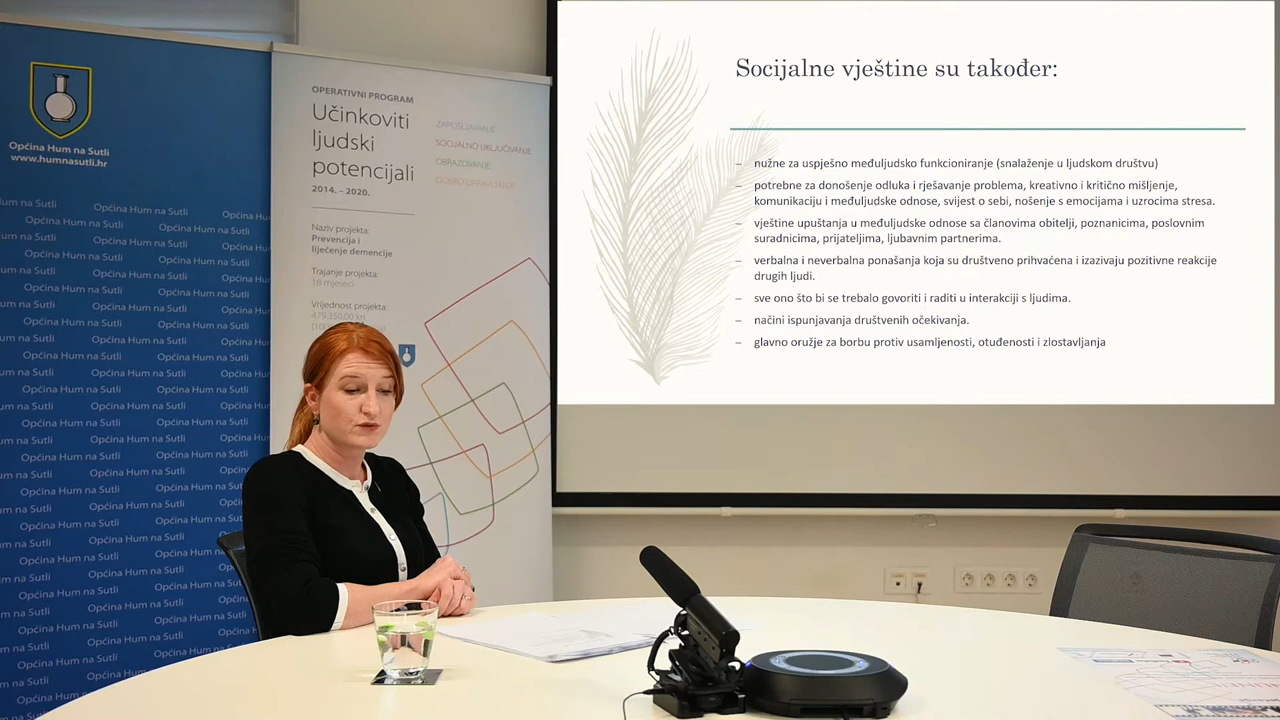 Općina Hum na Sutli
www.humnasutli.hr
OPERATIVNI PROGRAM
Učinkoviti
ljudski
potencijali
2014. – 2020.
ZAPOŠLJAVANJE
SOCIJALNO UKLJUČIVANJE
OBRAZOVANJE
DOBRO UPRAVLJANJE
Naziv projekta:
Prevencija i
liječenje demencije
Trajanje projekta:
18 mjeseci
Vrijednost projekta:
479.350,00 kn
Socijalne vještine su također:
– nužne za uspješno međuljudsko funkcioniranje (snalaženje u ljudskom društvu)
– potrebne za donošenje odluka i rješavanje problema, kreativno i kritično mišljenje,
komunikaciju i međuljudske odnose, svijest o sebi, nošenje s emocijama i uzrocima stresa.
– vještine upuštanja u međuljudske odnose sa članovima obitelji, poznanicima, poslovnim
suradnicima, prijateljima, ljubavnim partnerima.
– verbalna i neverbalna ponašanja koja su društveno prihvaćena i izazivaju pozitivne reakcije
drugih ljudi.
– sve ono što bi se trebalo govoriti i raditi u interakciji s ljudima.
– načini ispunjavanja društvenih očekivanja.
– glavno oružje za borbu protiv usamljenosti, otuđenosti i zlostavljanja